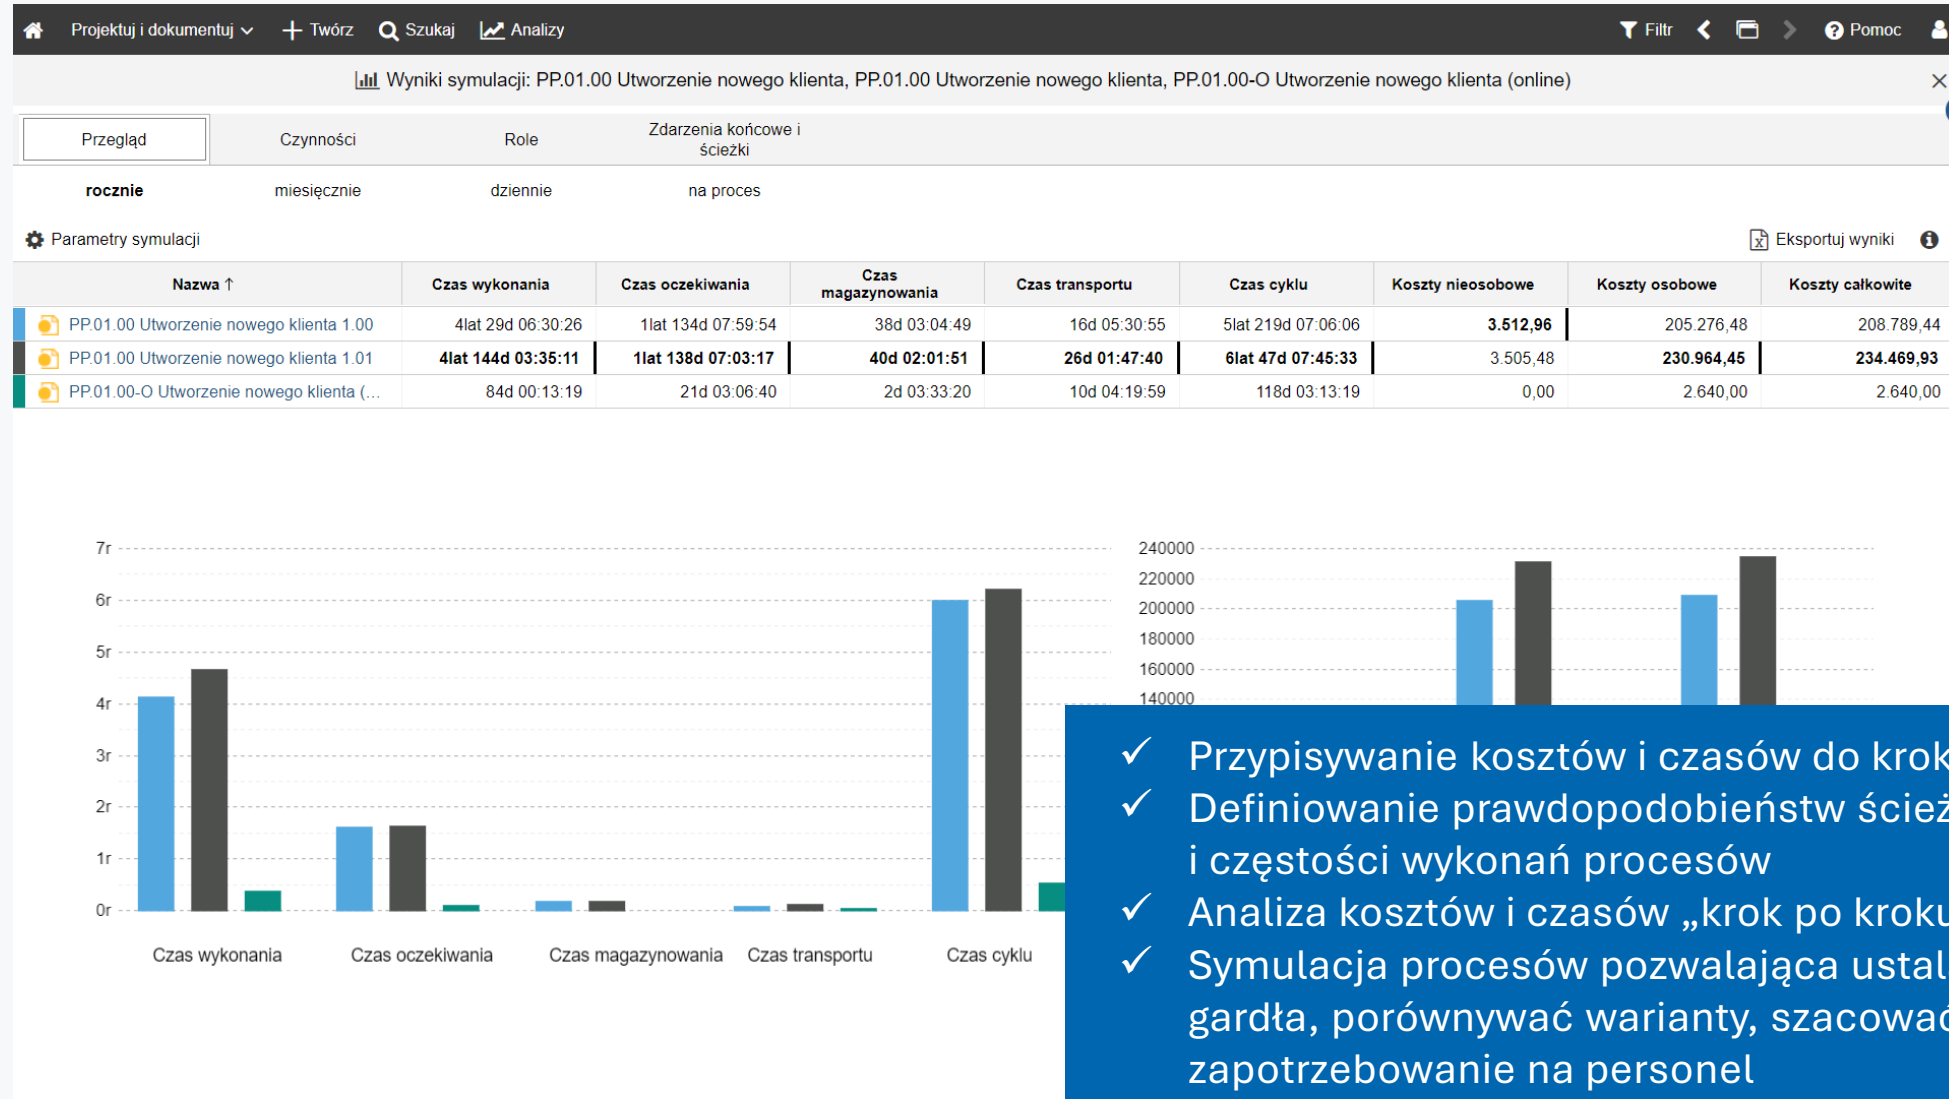 Projektuj i dokumentuj Twórz Szukaj Analizy Filtr Pomoc
Wyniki symulacji: PP.01.00 Utworzenie nowego klienta, PP.01.00 Utworzenie nowego klienta, PP.01.00-O Utworzenie nowego klienta (online)
Przegląd Czynności Role Zdarzenia końcowe i
ścieżki
rocznie miesięcznie dziennie na proces
Parametry symulacji Eksportuj wyniki
Nazwa ↑ Czas wykonania Czas oczekiwania Czas magazynowania Czas transportu Czas cyklu Koszty nieosobowe Koszty osobowe Koszty całkowite
PP.01.00 Utworzenie nowego klienta 1.00 4lat 29d 06:30:26 1lat 134d 07:59:54 38d 03:04:49 16d 05:30:55 5lat 219d 07:06:06 3.512,96 205.276,48 208.789,44
PP.01.00 Utworzenie nowego klienta 1.01 4lat 144d 03:35:11 1lat 138d 07:03:17 40d 02:01:51 26d 01:47:40 6lat 47d 07:45:33 3.505,48 230.964,45 234.469,93
PP.01.00-O Utworzenie nowego klienta (... 84d 00:13:19 21d 03:06:40 2d 03:33:20 10d 04:19:59 118d 03:13:19 0,00 2.640,00 2.640,00
7r
6r
5r
4r
3r
2r
1r
0r
Czas wykonania Czas oczekiwania Czas magazynowania Czas transportu Czas cyklu
240000
220000
200000
180000
160000
140000
✓ Przypisywanie kosztów i czasów do krok
✓ Definiowanie prawdopodobieństw ścież
i częstości wykonań procesów
✓ Analiza kosztów i czasów „krok po kroku
✓ Symulacja procesów pozwalająca ustal
gardła, porównywać warianty, szacować
zapotrzebowanie na personel